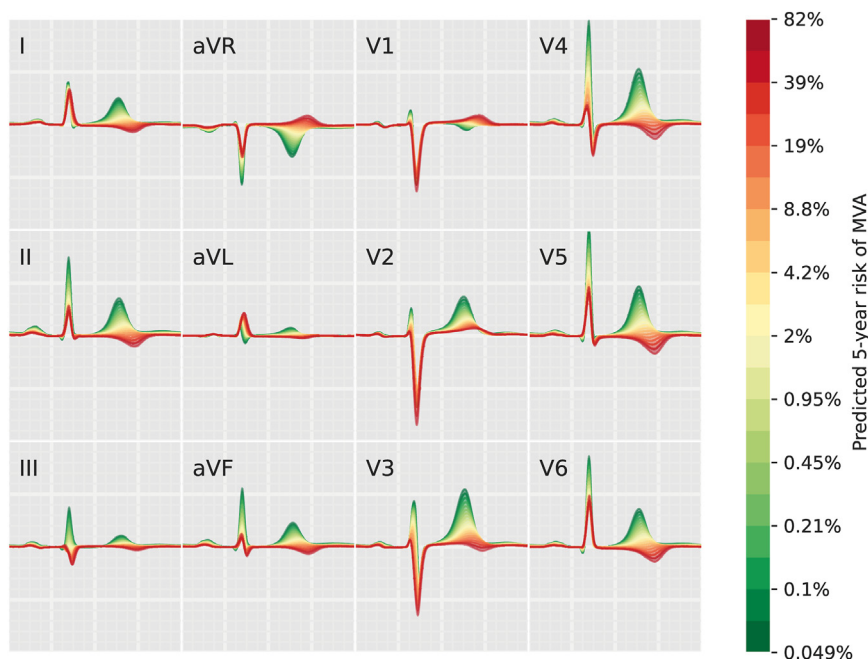 I aVR V1 V4
II aVL V2 V5
III aVF V3 V6
82%
39%
19%
8.8%
4.2%
2%
0.95%
0.45%
0.21%
0.1%
0.049%
Predicted 5-year risk of MVA